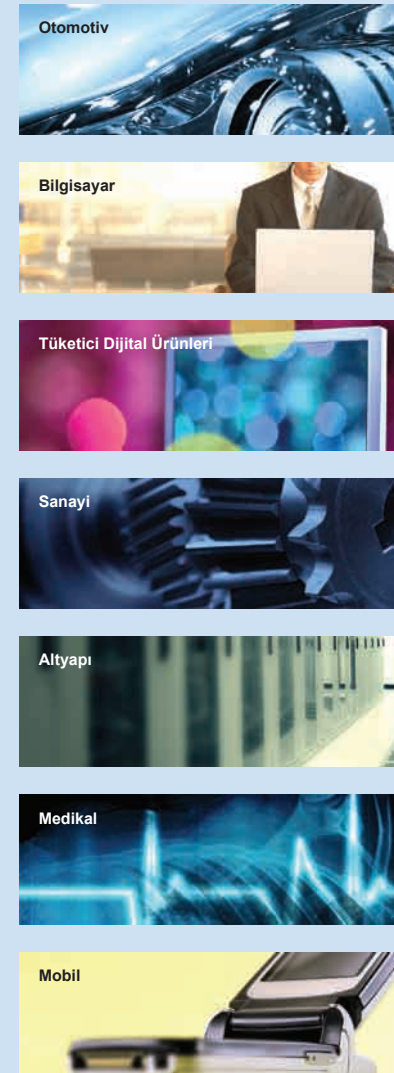 Otomotiv
Bilgisayar
Tüketici Dijital Ürünleri
Sanayi
Altyapı
Medikal
Mobil